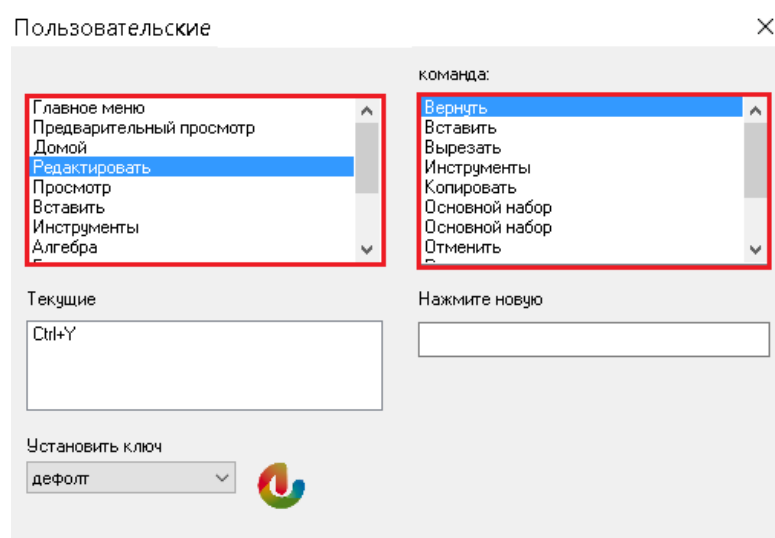 Пользовательские
команда:
Главное меню
Предварительный просмотр
Домой
Редактировать
Просмотр
Вставить
Инструменты
Алгебра
Вернуть
Вставить
Вырезать
Инструменты
Копировать
Основной набор
Основной набор
Отменить
Текущие
Нажмите новую
Ctrl+Y
Установить ключ
дефолт